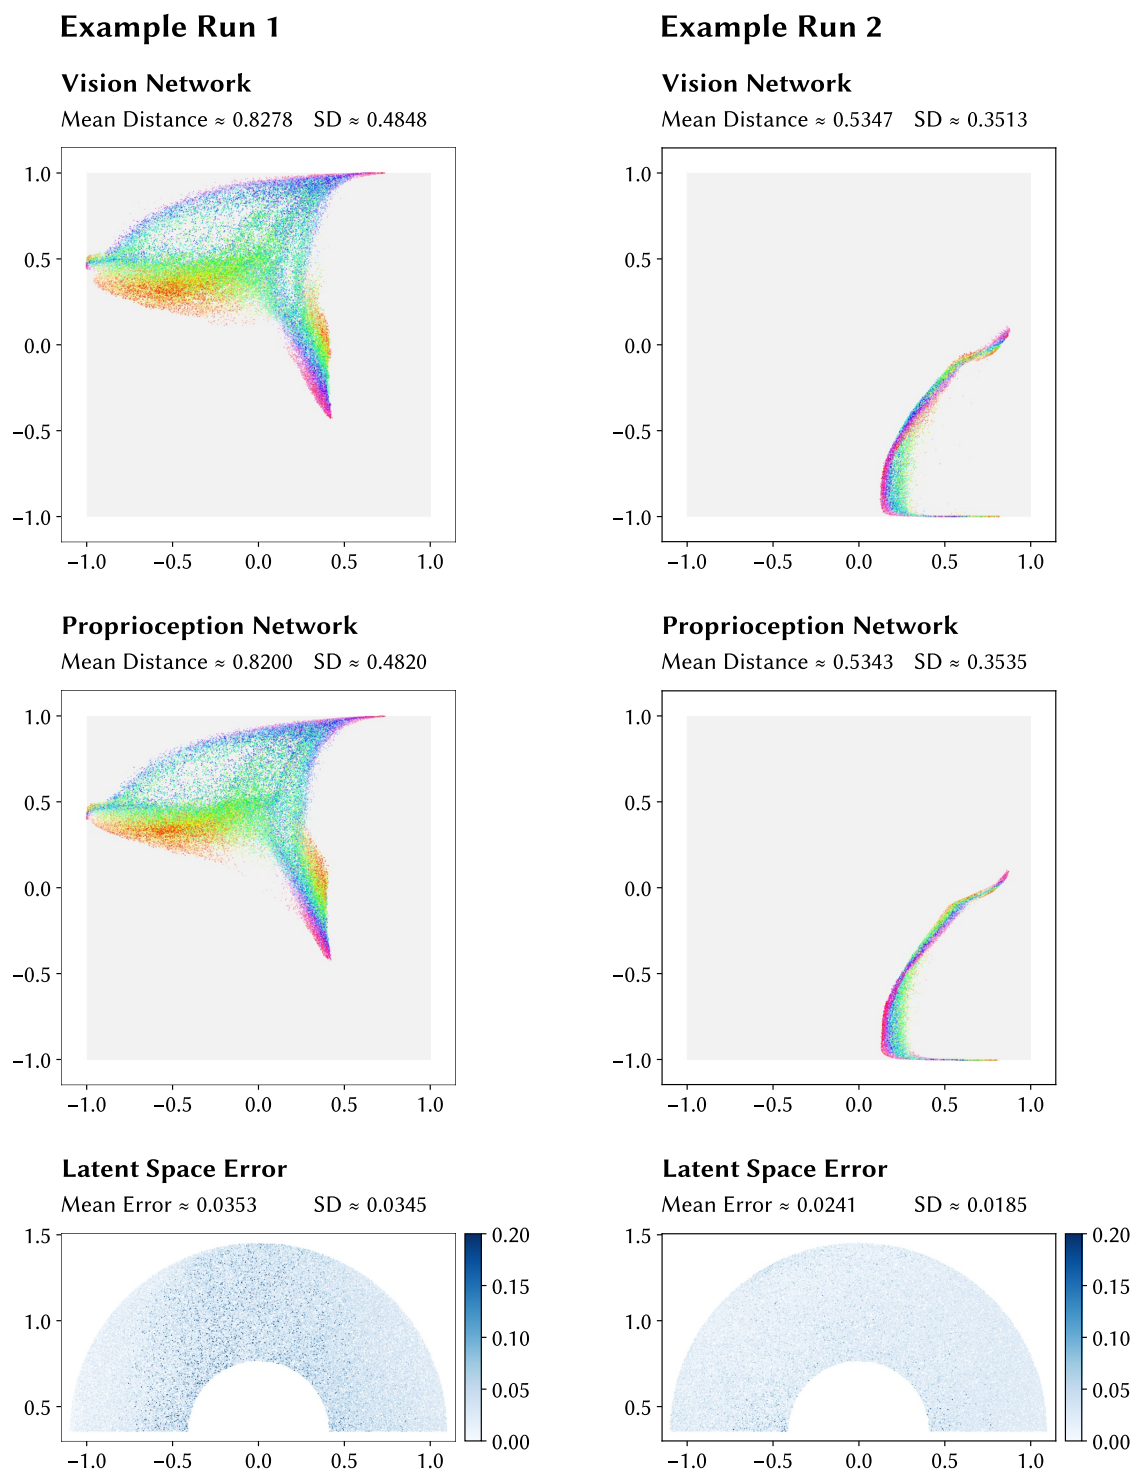 Example Run 1
Example Run 2
Vision Network
Mean Distance ≈ 0.8278 SD ≈ 0.4848
1.0
0.5
0.0
−0.5
−1.0
−1.0 −0.5 0.0 0.5 1.0
Vision Network
Mean Distance ≈ 0.5347 SD ≈ 0.3513
1.0
0.5
0.0
−0.5
−1.0
−1.0 −0.5 0.0 0.5 1.0
Proprioception Network
Mean Distance ≈ 0.8200 SD ≈ 0.4820
1.0
0.5
0.0
−0.5
−1.0
−1.0 −0.5 0.0 0.5 1.0
Proprioception Network
Mean Distance ≈ 0.5343 SD ≈ 0.3535
1.0
0.5
0.0
−0.5
−1.0
−1.0 −0.5 0.0 0.5 1.0
Latent Space Error
Mean Error ≈ 0.0353 SD ≈ 0.0345
1.5
1.0
0.5
−1.0 −0.5 0.0 0.5 1.0
0.20
0.15
0.10
0.05
0.00
Latent Space Error
Mean Error ≈ 0.0241 SD ≈ 0.0185
1.5
1.0
0.5
−1.0 −0.5 0.0 0.5 1.0
0.20
0.15
0.10
0.05
0.00